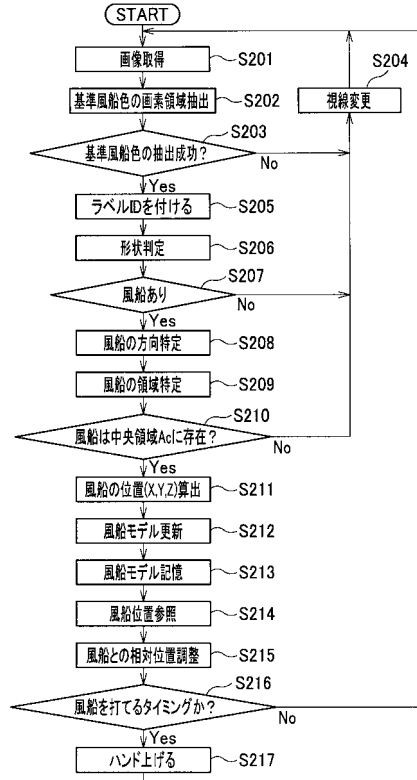 START
画像取得
S201
S204
基準風船色の画素領域抽出
S202
視線変更
S203
基準風船色の抽出成功？
No
Yes
ラベルIDを付ける
S205
形状判定
S206
S207
風船あり
No
Yes
風船の方向特定
S208
風船の領域特定
S209
S210
風船は中央領域Acに存在？
No
Yes
風船の位置(X,Y,Z)算出
S211
風船モデル更新
S212
風船モデル記憶
S213
風船位置参照
S214
風船との相対位置調整
S215
S216
風船を打てるタイミングか？
No
Yes
ハンド上げる
S217